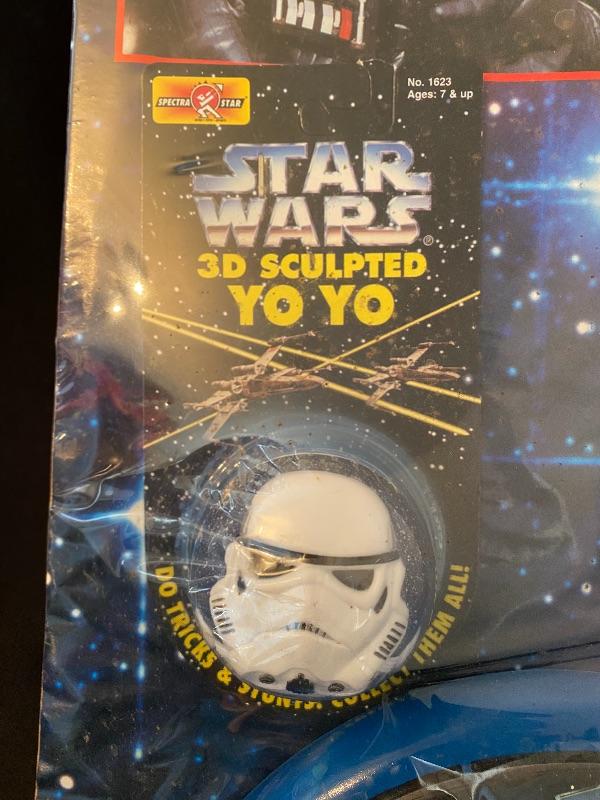 SPECTRA STAR
No. 1623
Ages: 7 & up
STAR
WARS®
3D SCULPTED
YO YO
DO TRICKS & STUNTS! COLLECT THEM ALL!